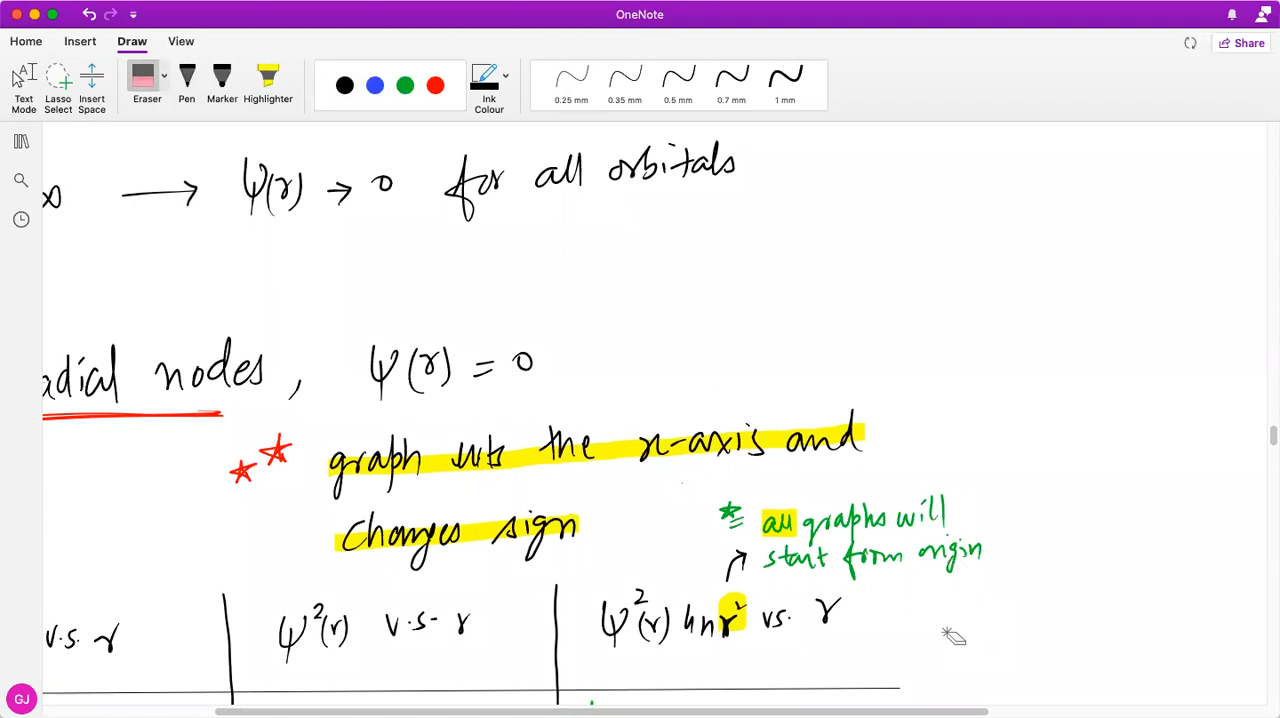 OneNote
Home Insert Draw View
Share
Text Mode
Lasso Select
Insert Space
Eraser
Pen
Marker
Highlighter
Ink Colour
0.25 mm
0.35 mm
0.5 mm
0.7 mm
1 mm
∞ → ψ(r) → 0 for all orbitals
adial nodes, ψ(r) = 0
** graph cuts the x-axis and
changes sign
* all graphs will
start from origin
v.s. r
ψ²(r) v.s. r
ψ²(r) 4πr² vs. r
GJ